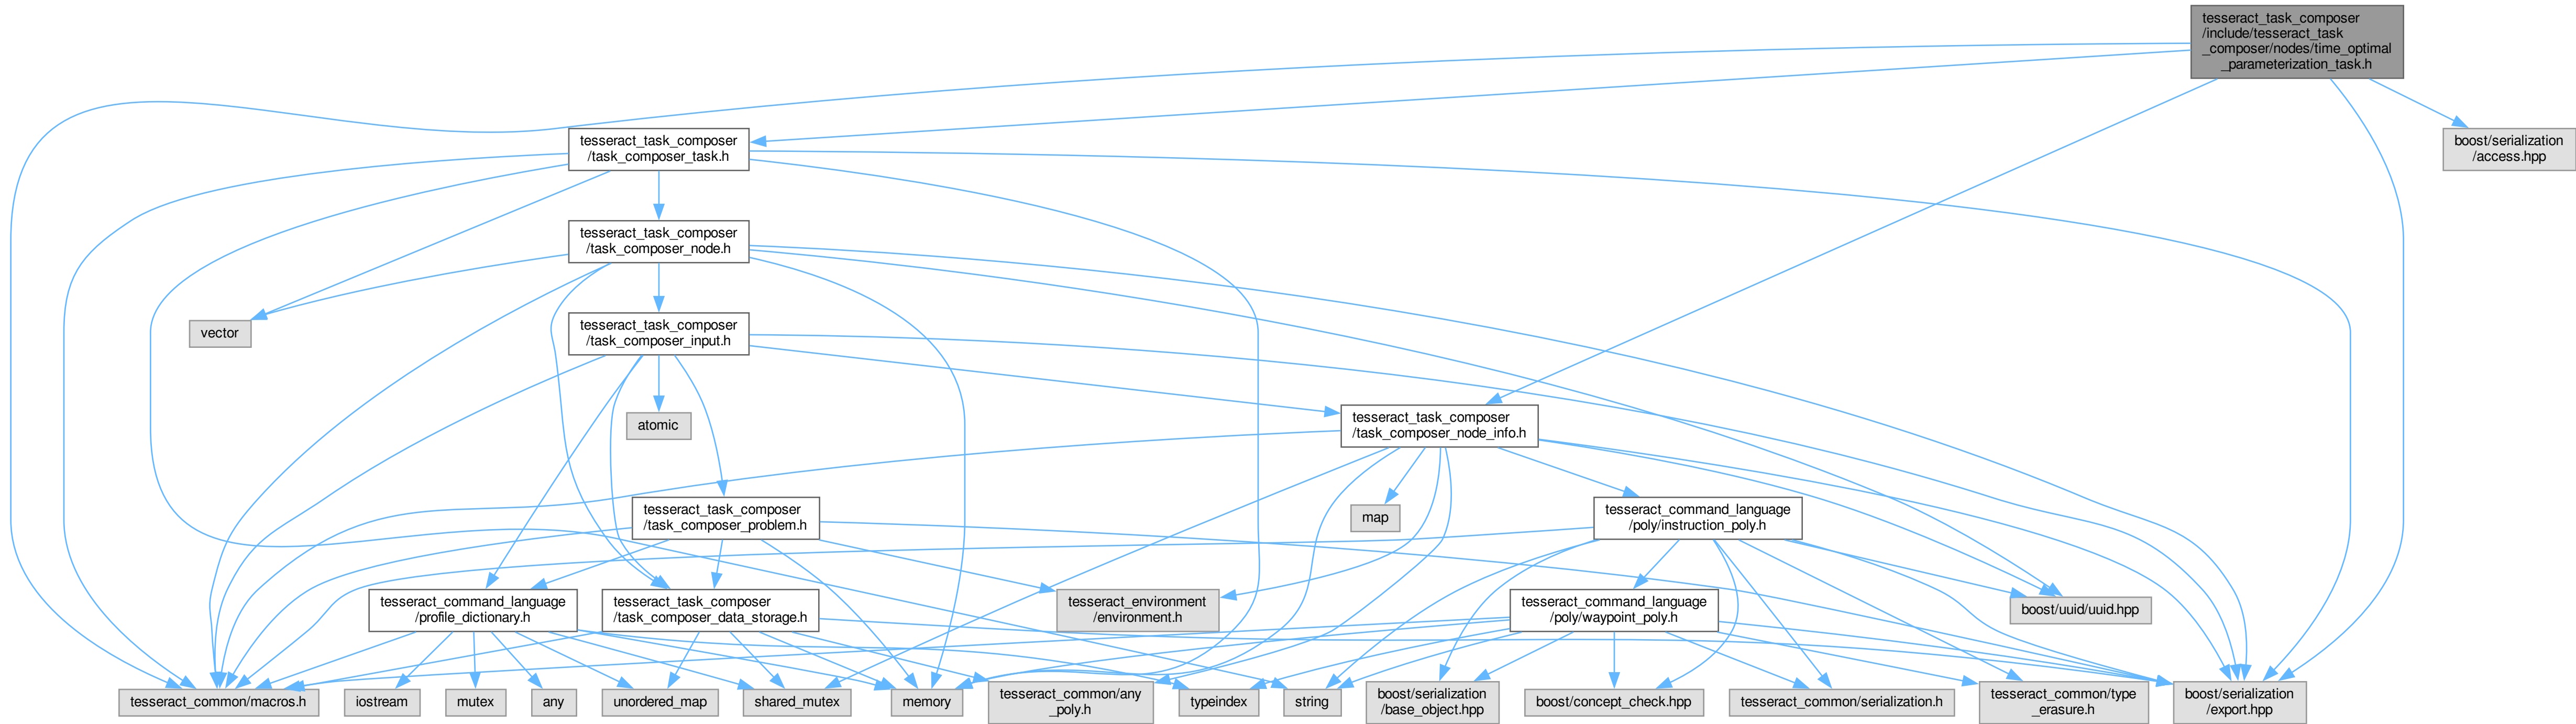 tesseract_task_composer
/include/tesseract_task
_composer/nodes/time_optimal
_parameterization_task.h
tesseract_task_composer
/task_composer_task.h
boost/serialization
/access.hpp
tesseract_task_composer
/task_composer_node.h
vector
tesseract_task_composer
/task_composer_input.h
atomic
tesseract_task_composer
/task_composer_node_info.h
tesseract_task_composer
/task_composer_problem.h
map
tesseract_command_language
/poly/instruction_poly.h
tesseract_command_language
/profile_dictionary.h
tesseract_task_composer
/task_composer_data_storage.h
tesseract_environment
/environment.h
tesseract_command_language
/poly/waypoint_poly.h
boost/uuid/uuid.hpp
tesseract_common/macros.h
iostream
mutex
any
unordered_map
shared_mutex
memory
tesseract_common/any
_poly.h
typeindex
string
boost/serialization
/base_object.hpp
boost/concept_check.hpp
tesseract_common/serialization.h
tesseract_common/type
_erasure.h
boost/serialization
/export.hpp